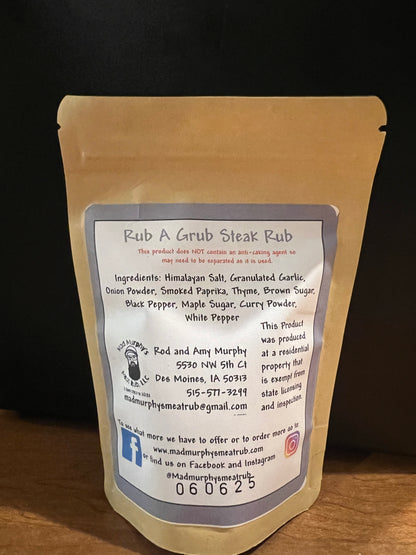 Rub A Grub Steak Rub
This product does NOT contain an anti-caking agent so
may need to be separated as it is used.
Ingredients: Himalayan Salt, Granulated Garlic,
Onion Powder, Smoked Paprika, Thyme, Brown Sugar,
Black Pepper, Maple Sugar, Curry Powder,
White Pepper
MAD MURPHY'S
RUB, LLC
Rod and Amy Murphy
5530 NW 5th Ct
Des Moines, IA 50313
515-577-3299
madmurphysmeatrub@gmail.com
This Product
was produced
at a residential
property that
is exempt from
state licensing
and inspection.
To see what more we have to offer or to order more go to
www.madmurphysmeatrub.com
or find us on Facebook and Instagram
@Madmurphysmeatrub
060625